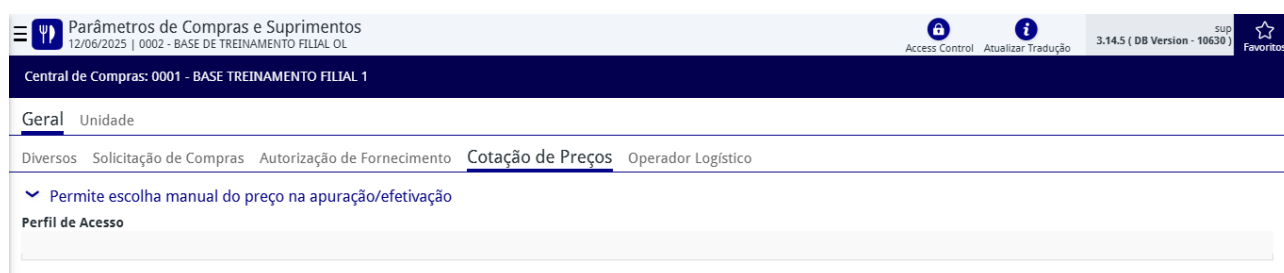 Parâmetros de Compras e Suprimentos
12/06/2025 | 0002 - BASE DE TREINAMENTO FILIAL OL
Access Control
Atualizar Tradução
sup
3.14.5 ( DB Version - 10630 )
Favoritos
Central de Compras: 0001 - BASE TREINAMENTO FILIAL 1
Geral Unidade
Diversos Solicitação de Compras Autorização de Fornecimento Cotação de Preços Operador Logístico
Permite escolha manual do preço na apuração/efetivação
Perfil de Acesso